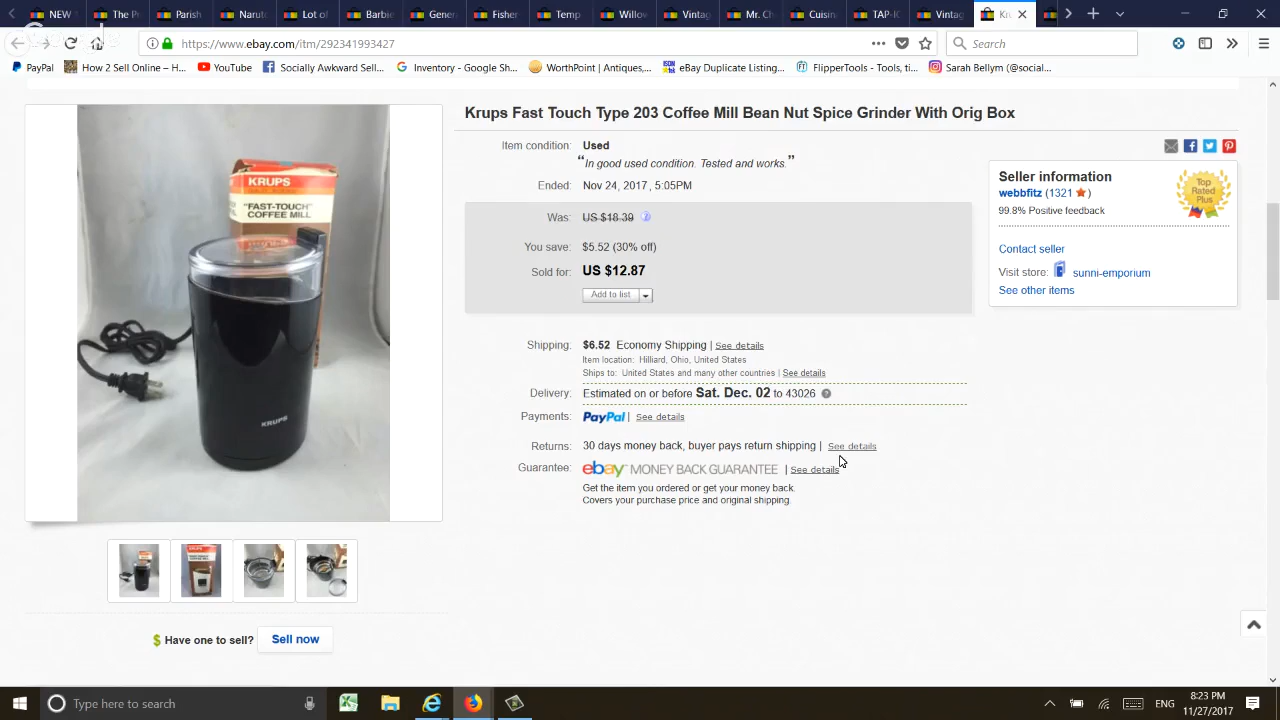 NEW
The P
Parish
Narut
Lot of
Barbi
Gener
Fisher
Temp
Willow
Vintag
Mr. Ch
Cuisin
TAP-I
Vintag
https://www.ebay.com/itm/292341993427
Search
PayPal
How 2 Sell Online – H...
YouTube
Socially Awkward Sell...
Inventory - Google Sh...
WorthPoint | Antiques,...
eBay Duplicate Listing...
FlipperTools - Tools, ti...
Sarah Bellym (@social...
Krups Fast Touch Type 203 Coffee Mill Bean Nut Spice Grinder With Orig Box
Item condition: Used
“In good used condition. Tested and works.”
Ended: Nov 24, 2017 , 5:05PM
Was: US $18.39
You save: $5.52 (30% off)
Sold for: US $12.87
Add to list
Shipping: $6.52 Economy Shipping | See details
Item location: Hilliard, Ohio, United States
Ships to: United States and many other countries | See details
Delivery: Estimated on or before Sat. Dec. 02 to 43026
Payments: PayPal | See details
Returns: 30 days money back, buyer pays return shipping | See details
Guarantee: ebay MONEY BACK GUARANTEE | See details
Get the item you ordered or get your money back.
Covers your purchase price and original shipping.
Seller information
webbfitz (1321 )
99.8% Positive feedback
Top
Rated
Plus
Contact seller
Visit store: sunni-emporium
See other items
KRUPS
"FAST-TOUCH"
COFFEE MILL
KRUPS
$ Have one to sell? Sell now
Type here to search
ENG
8:23 PM
11/27/2017